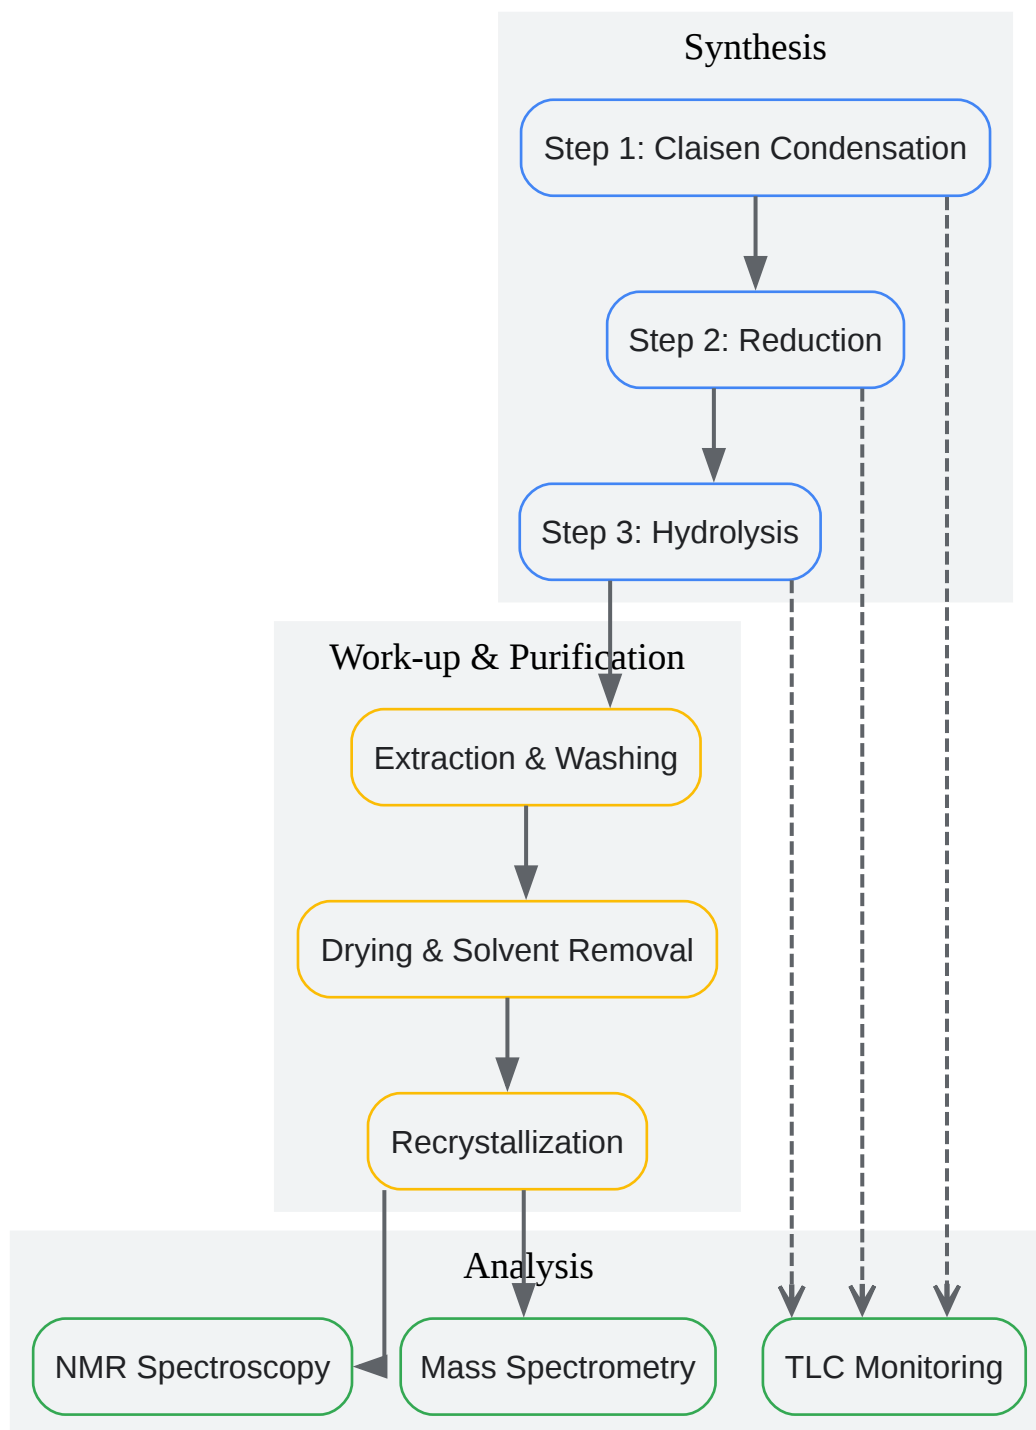 Synthesis
Step 1: Claisen Condensation
Step 2: Reduction
Step 3: Hydrolysis
Work-up & Purification
Extraction & Washing
Drying & Solvent Removal
Recrystallization
Analysis
NMR Spectroscopy
Mass Spectrometry
TLC Monitoring